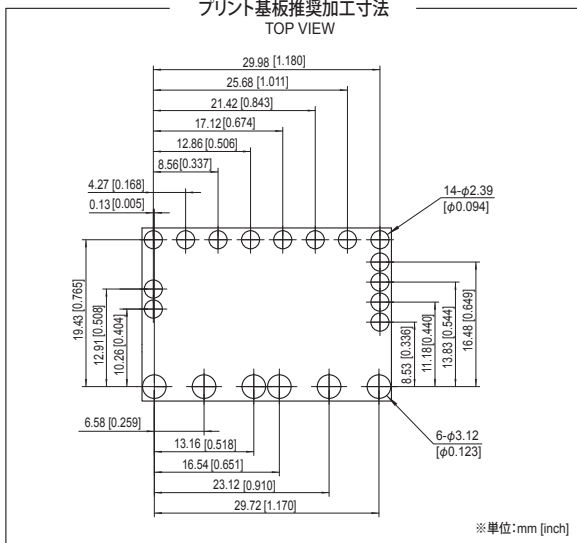 プリント基板推奨加工寸法
TOP VIEW
29.98 [1.180]
25.68 [1.011]
21.42 [0.843]
17.12 [0.674]
12.86 [0.506]
8.56 [0.337]
4.27 [0.168]
0.13 [0.005]
14-φ2.39
[φ0.094]
19.43 [0.765]
12.91 [0.508]
10.26 [0.404]
8.53 [0.336]
11.18 [0.440]
13.83 [0.544]
16.48 [0.649]
6.58 [0.259]
13.16 [0.518]
16.54 [0.651]
23.12 [0.910]
29.72 [1.170]
6-φ3.12
[φ0.123]
※単位:mm [inch]